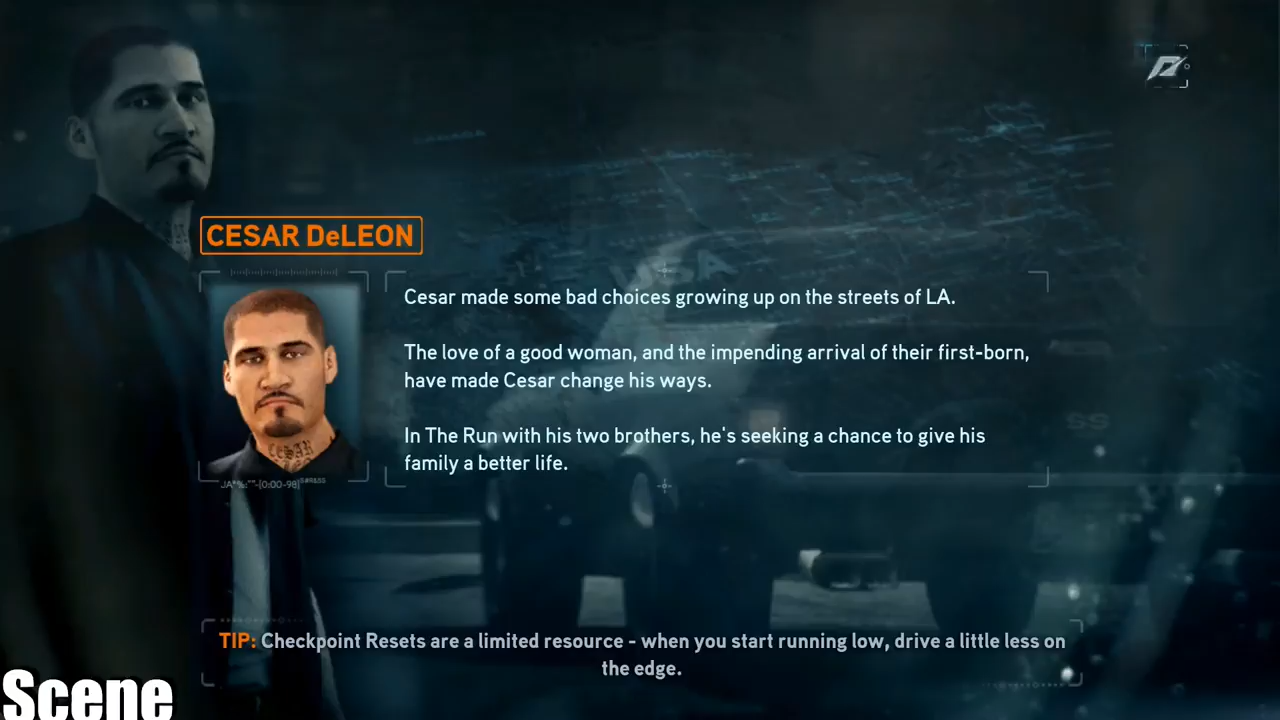 CESAR DeLEON
Cesar made some bad choices growing up on the streets of LA.
The love of a good woman, and the impending arrival of their first-born,
have made Cesar change his ways.
In The Run with his two brothers, he's seeking a chance to give his
family a better life.
CESAR
TIP: Checkpoint Resets are a limited resource - when you start running low, drive a little less on
the edge.
SS
Scene